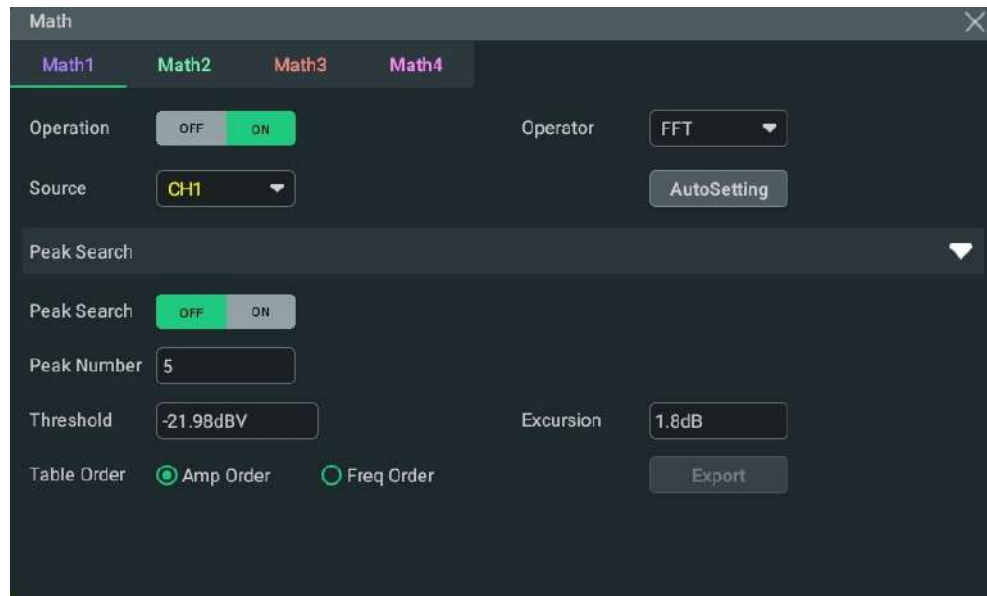 Math
Math1 Math2 Math3 Math4
Operation OFF ON Operator FFT
Source CH1 AutoSetting
Peak Search
Peak Search OFF ON
Peak Number 5
Threshold -21.98dBV Excursion 1.8dB
Table Order Amp Order Freq Order Export